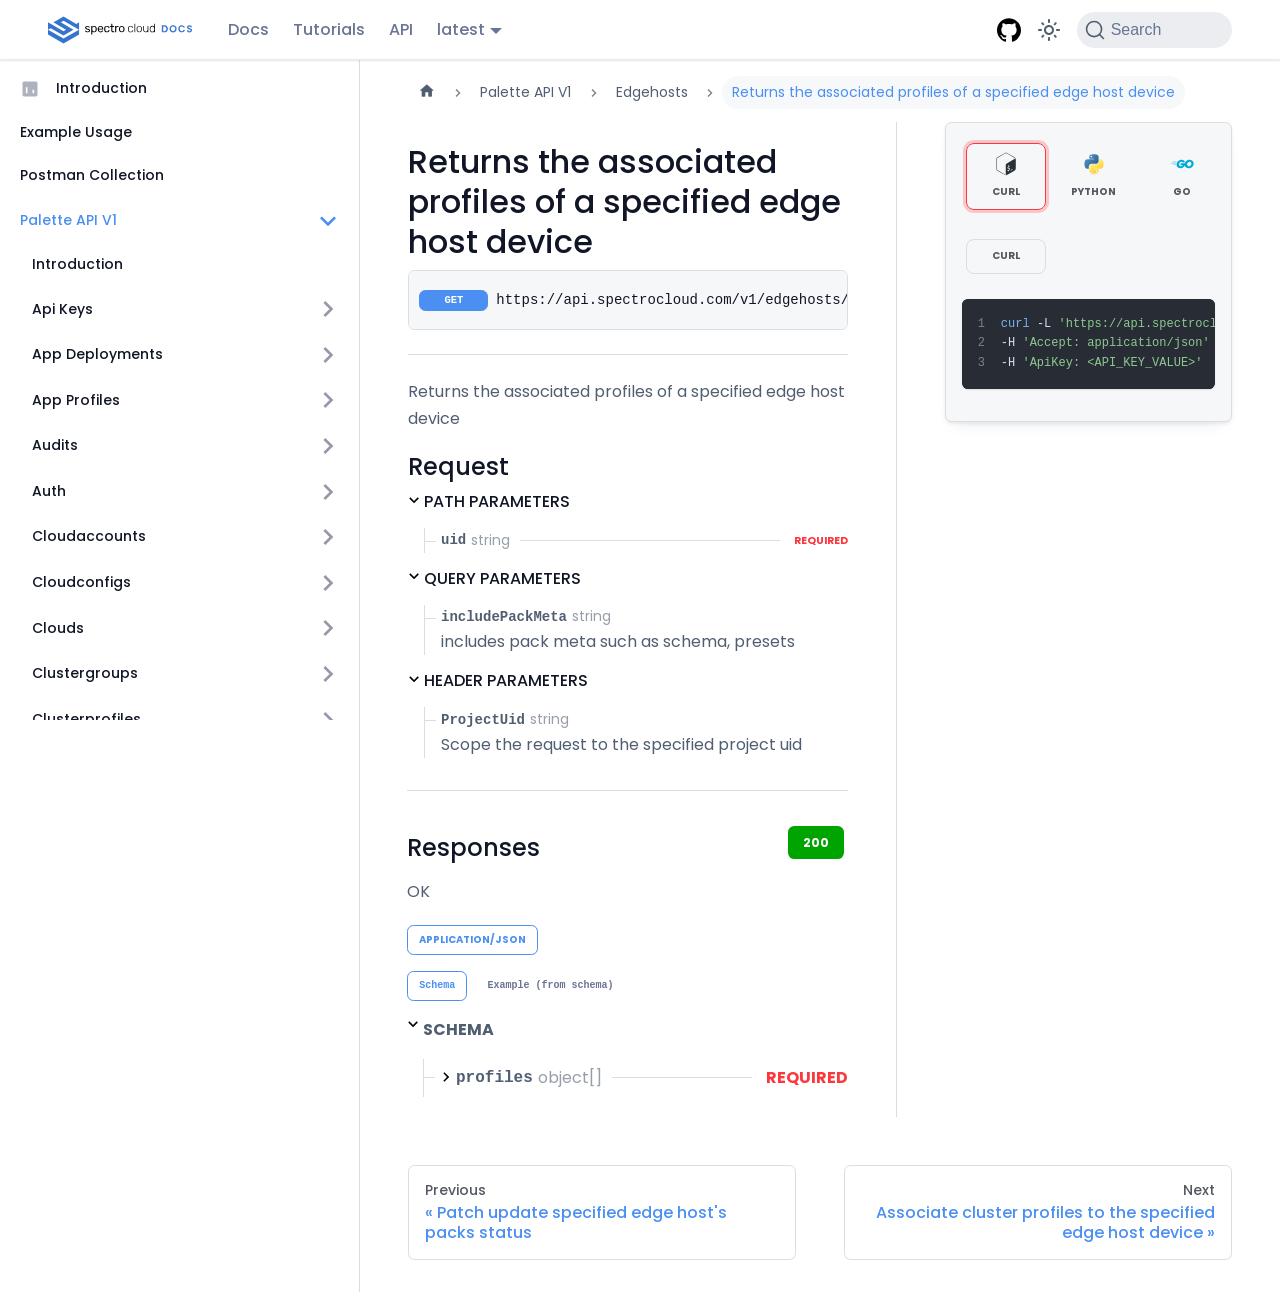 spectro cloud DOCS
Docs
Tutorials
API
latest
Search
Introduction
Example Usage
Postman Collection
Palette API V1
Introduction
Api Keys
App Deployments
App Profiles
Audits
Auth
Cloudaccounts
Cloudconfigs
Clouds
Clustergroups
Clusterprofiles
Palette API V1
Edgehosts
Returns the associated profiles of a specified edge host device
Returns the associated
profiles of a specified edge
host device
GET https://api.spectrocloud.com/v1/edgehosts/
Returns the associated profiles of a specified edge host
device
Request
PATH PARAMETERS
uid string REQUIRED
QUERY PARAMETERS
includePackMeta string
includes pack meta such as schema, presets
HEADER PARAMETERS
ProjectUid string
Scope the request to the specified project uid
Responses
200
OK
APPLICATION/JSON
Schema
Example (from schema)
SCHEMA
profiles object[] REQUIRED
CURL
PYTHON
GO
CURL
1 curl -L 'https://api.spectrocl
2 -H 'Accept: application/json'
3 -H 'ApiKey: <API_KEY_VALUE>'
Previous
« Patch update specified edge host's
packs status
Next
Associate cluster profiles to the specified
edge host device »